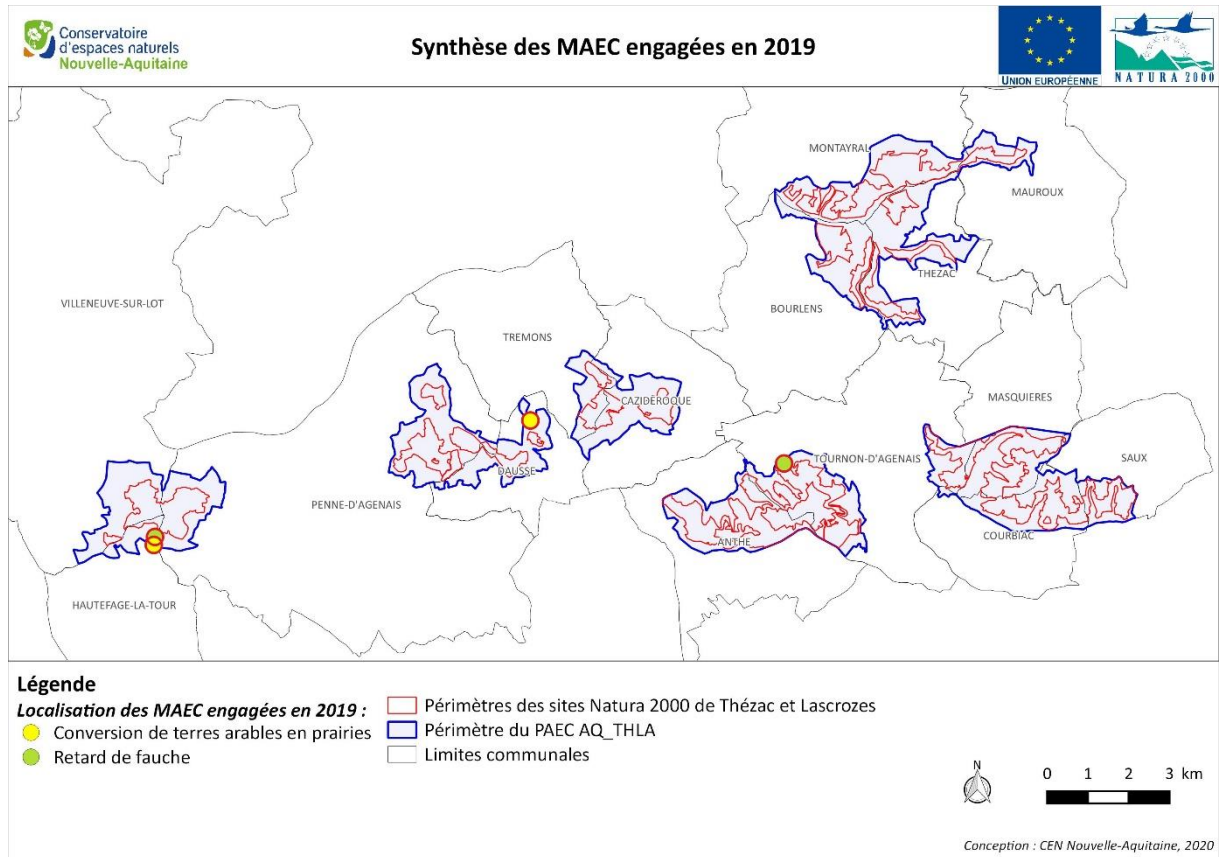 Conservatoire
d'espaces naturels
Nouvelle-Aquitaine
Synthèse des MAEC engagées en 2019
UNION EUROPÉENNE
NATURA 2000
MONTAYRAL
MAUROUX
THEZAC
VILLENEUVE-SUR-LOT
BOURLENS
TREMONS
CAZIDEROQUE
MASQUIERES
TOURNON-D'AGENAIS
SAUX
DAUSSE
PENNE-D'AGENAIS
COURBIAC
ANTHE
HAUTEFAGE-LA-TOUR
Légende
Localisation des MAEC engagées en 2019 :
Conversion de terres arables en prairies
Retard de fauche
Périmètres des sites Natura 2000 de Thézac et Lascrozes
Périmètre du PAEC AQ_THLA
Limites communales
N
0 1 2 3 km
Conception : CEN Nouvelle-Aquitaine, 2020